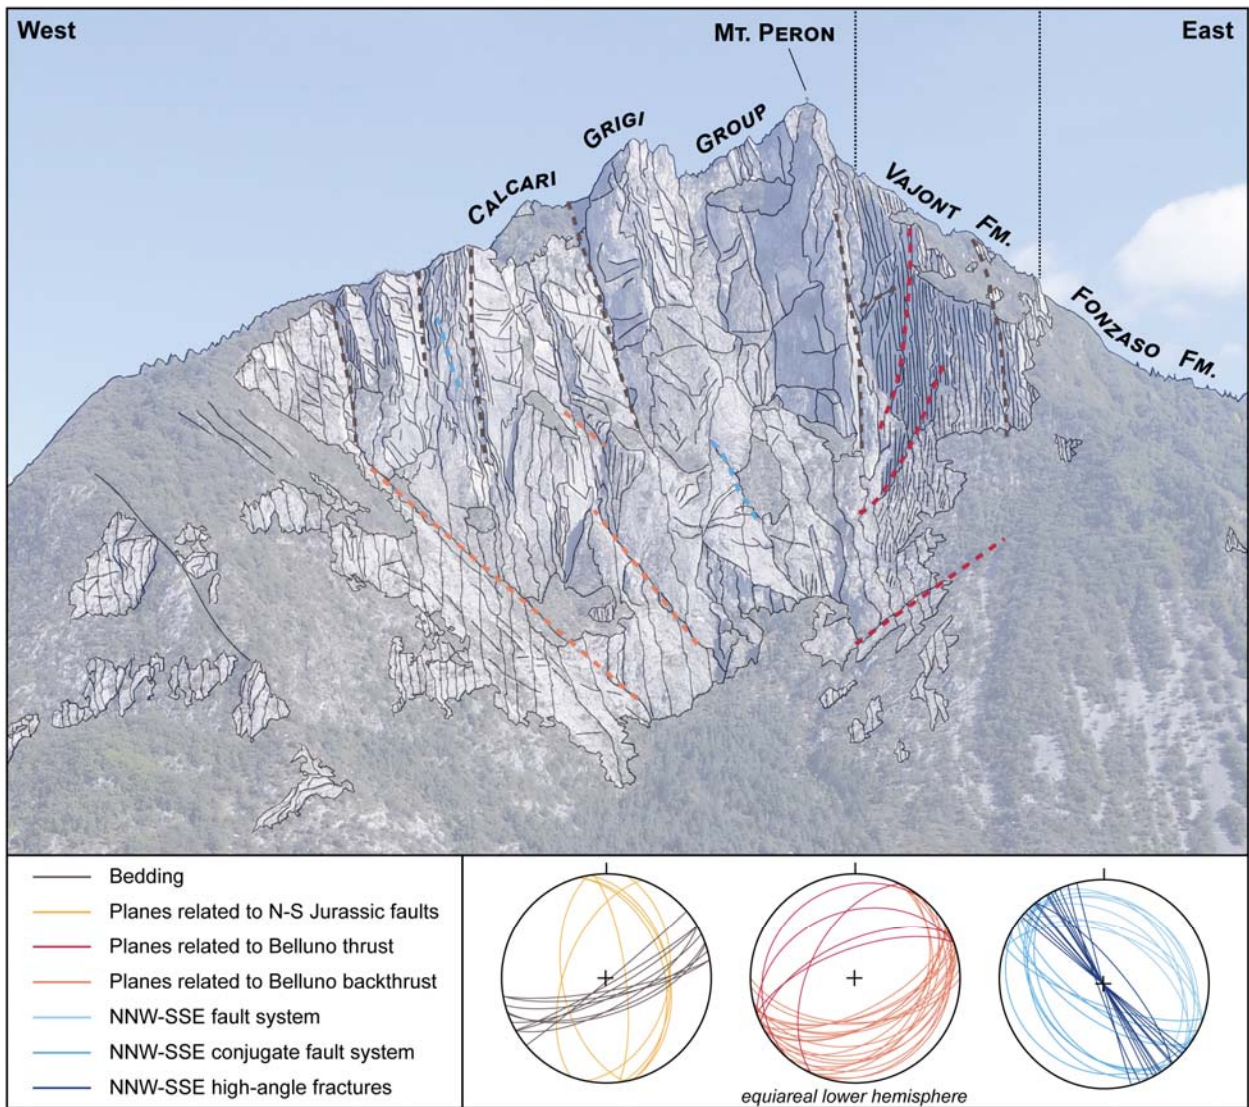 West
East
MT. PERON
CALCARI GRIGI GROUP
VAJONT FM.
FONZASO FM.
Bedding
Planes related to N-S Jurassic faults
Planes related to Belluno thrust
Planes related to Belluno backthrust
NNW-SSE fault system
NNW-SSE conjugate fault system
NNW-SSE high-angle fractures
equiareal lower hemisphere